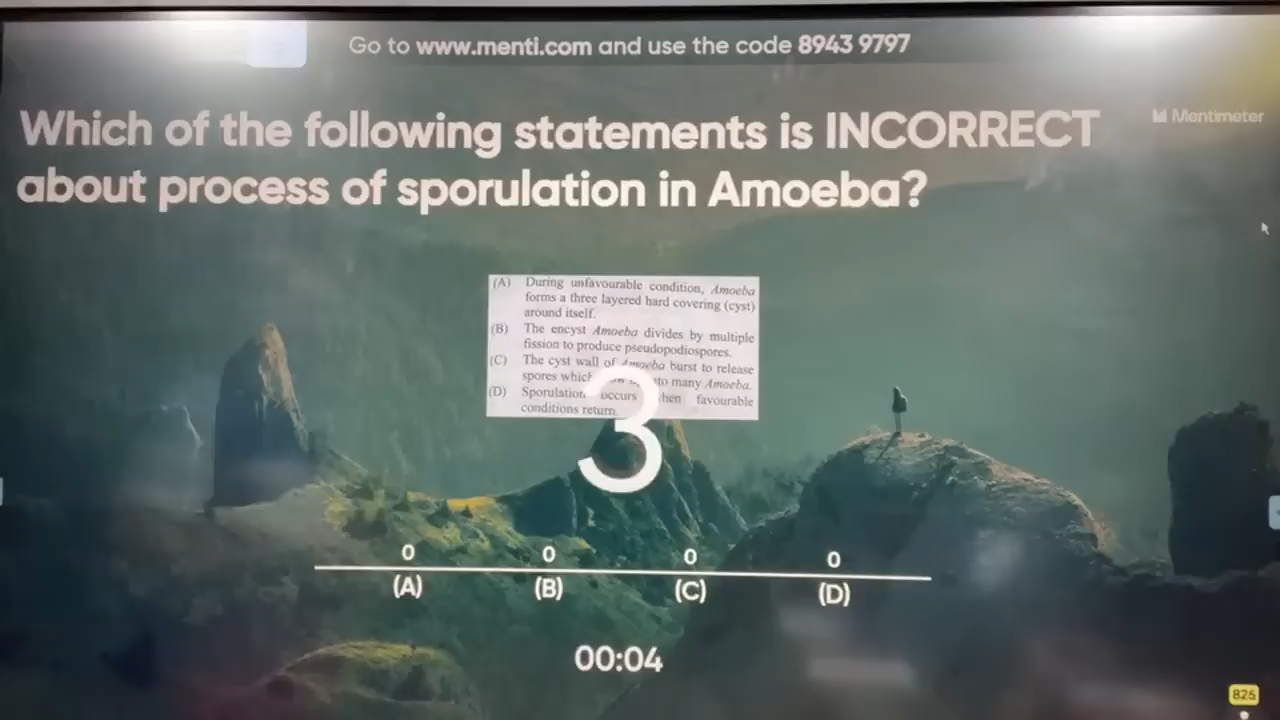 Go to www.menti.com and use the code 8943 9797
Which of the following statements is INCORRECT
Mentimeter
about process of sporulation in Amoeba?
(A) During unfavourable condition, Amoeba
forms a three layered hard covering (cyst)
around itself.
(B) The encyst Amoeba divides by multiple
fission to produce pseudopodiospores.
(C) The cyst wall of Amoeba burst to release
spores which to many Amoeba.
(D) Sporulation occurs favourable
conditions return.
3
0 0 0 0
(A) (B) (C) (D)
00:04
826